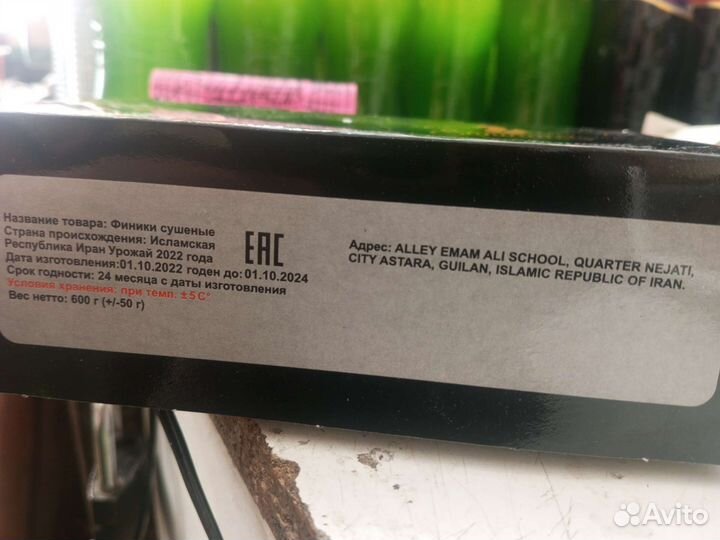 Название товара: Финики сушеные
Страна происхождения: Исламская
Республика Иран Урожай 2022 года
Дата изготовления:01.10.2022 годен до:01.10.2024
Срок годности: 24 месяца с даты изготовления
Условия хранения: при темп. ±5 C°
Вес нетто: 600 г (+/-50 г)
EAC
Адрес: ALLEY EMAM ALI SCHOOL, QUARTER NEJATI,
CITY ASTARA, GUILAN, ISLAMIC REPUBLIC OF IRAN.
Avito